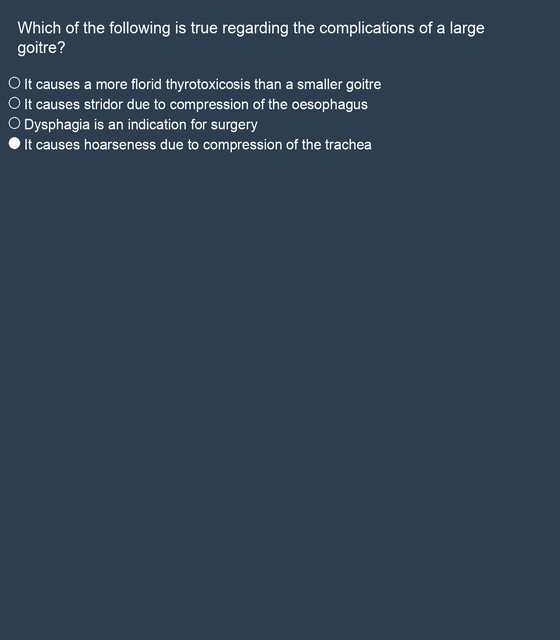 Which of the following is true regarding the complications of a large
goitre?
It causes a more florid thyrotoxicosis than a smaller goitre
It causes stridor due to compression of the oesophagus
Dysphagia is an indication for surgery
It causes hoarseness due to compression of the trachea